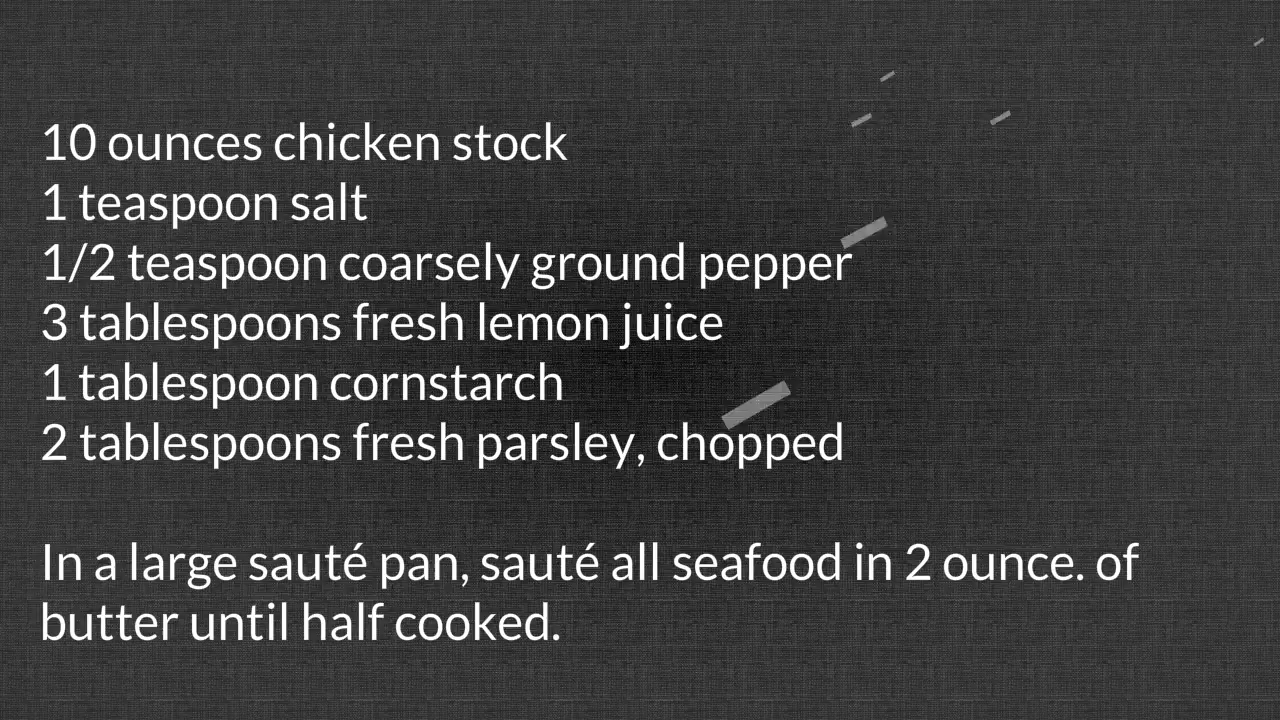 10 ounces chicken stock
1 teaspoon salt
1/2 teaspoon coarsely ground pepper
3 tablespoons fresh lemon juice
1 tablespoon cornstarch
2 tablespoons fresh parsley, chopped
In a large sauté pan, sauté all seafood in 2 ounce. of
butter until half cooked.